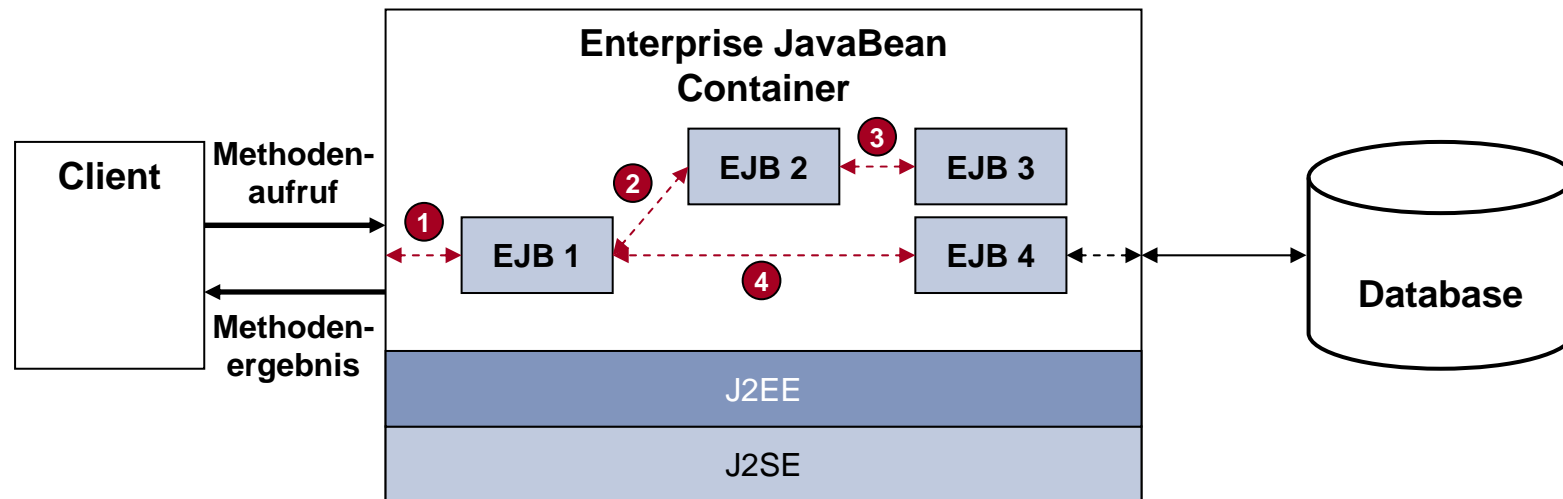 Enterprise JavaBean
Container
Client
Methoden-
aufruf
Methoden-
ergebnis
1
EJB 1
2
EJB 2
3
EJB 3
4
EJB 4
Database
J2EE
J2SE